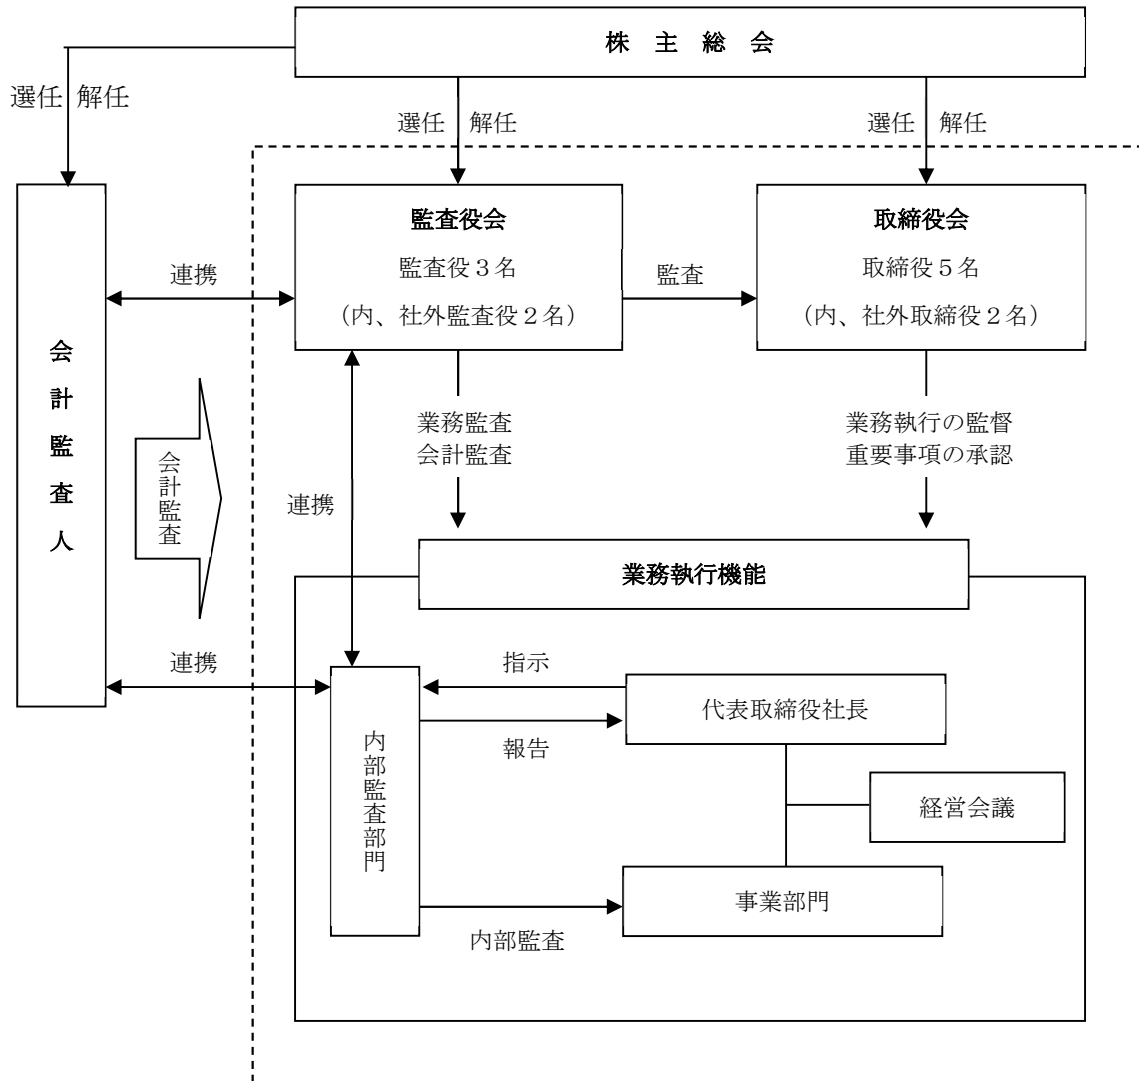 株 主 総 会
選任 解任
選任 解任
選任 解任
監査役会
監査役３名
（内、社外監査役２名）
監査
取締役会
取締役５名
（内、社外取締役２名）
連携
会計監査人
会計監査
連携
業務監査
会計監査
業務執行の監督
重要事項の承認
業務執行機能
連携
内部監査部門
指示
報告
代表取締役社長
経営会議
事業部門
内部監査